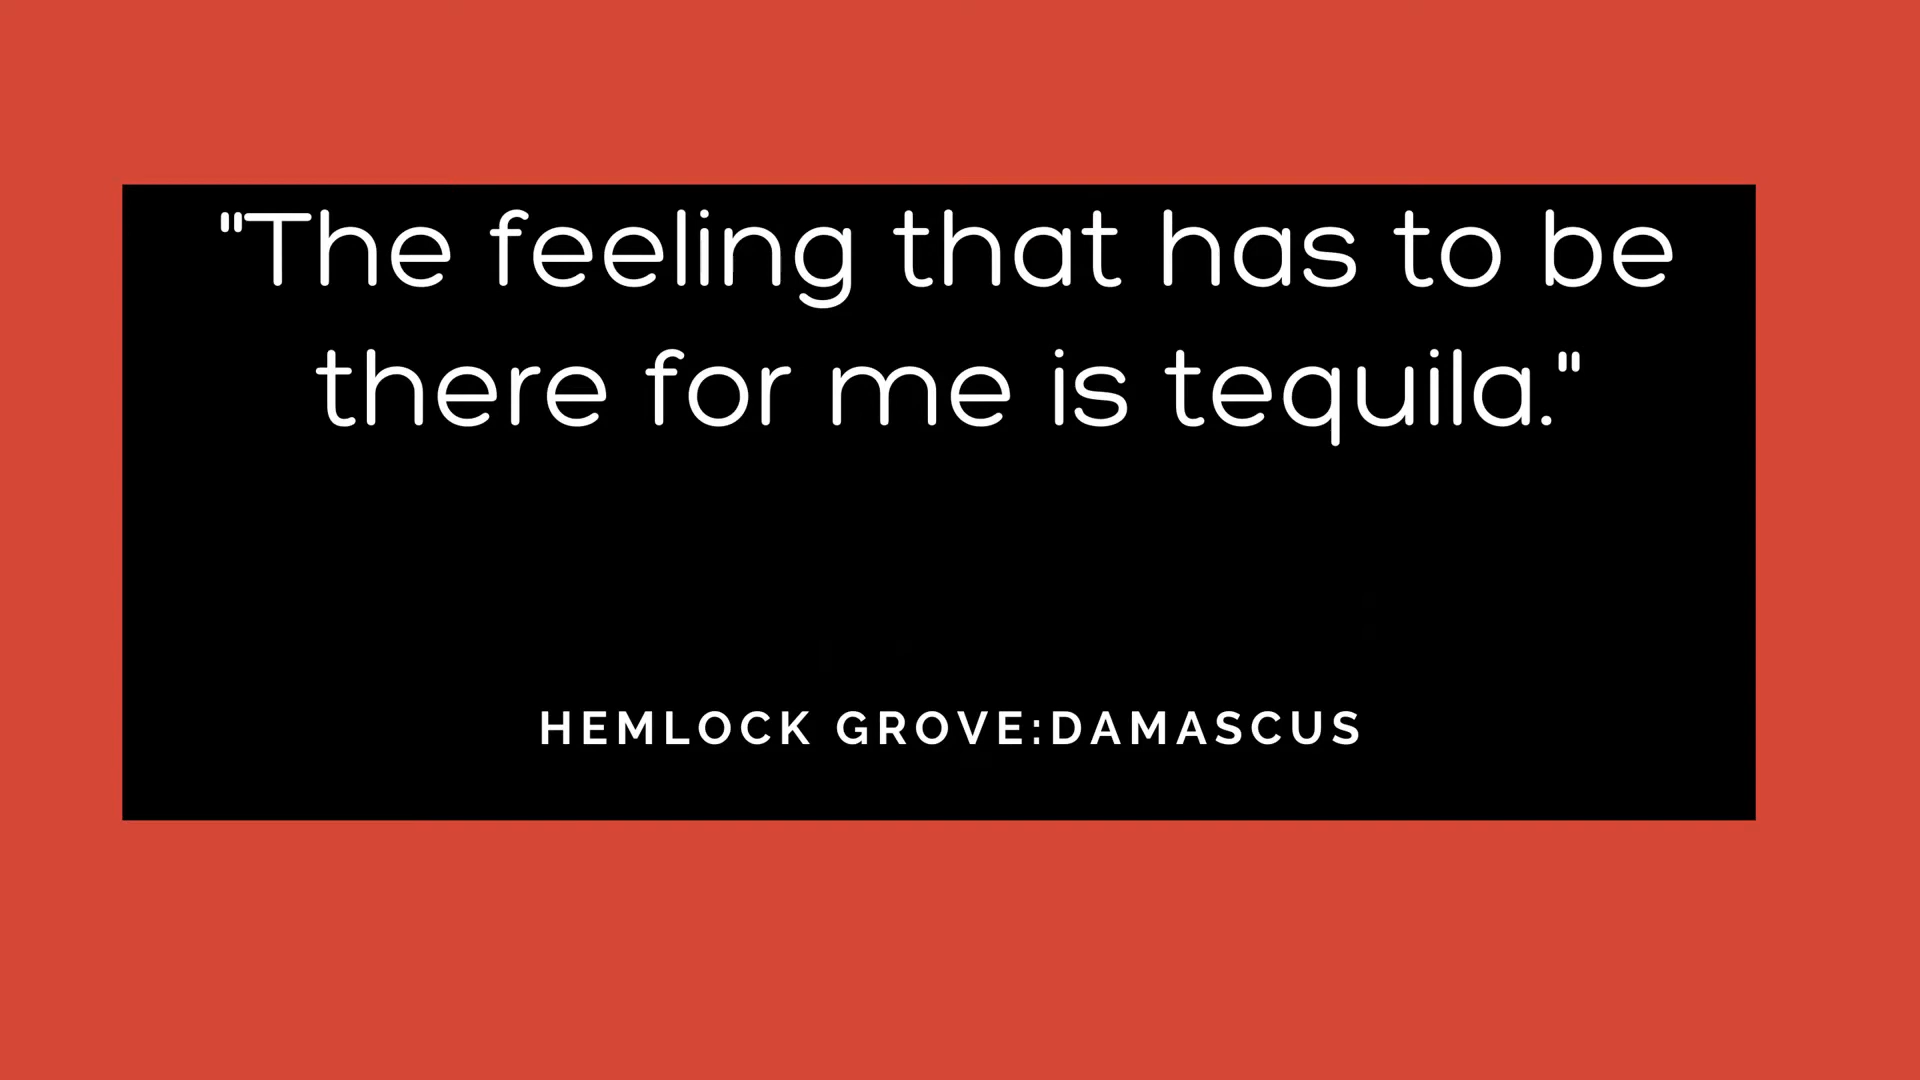 "The feeling that has to be
there for me is tequila."
HEMLOCK GROVE:DAMASCUS